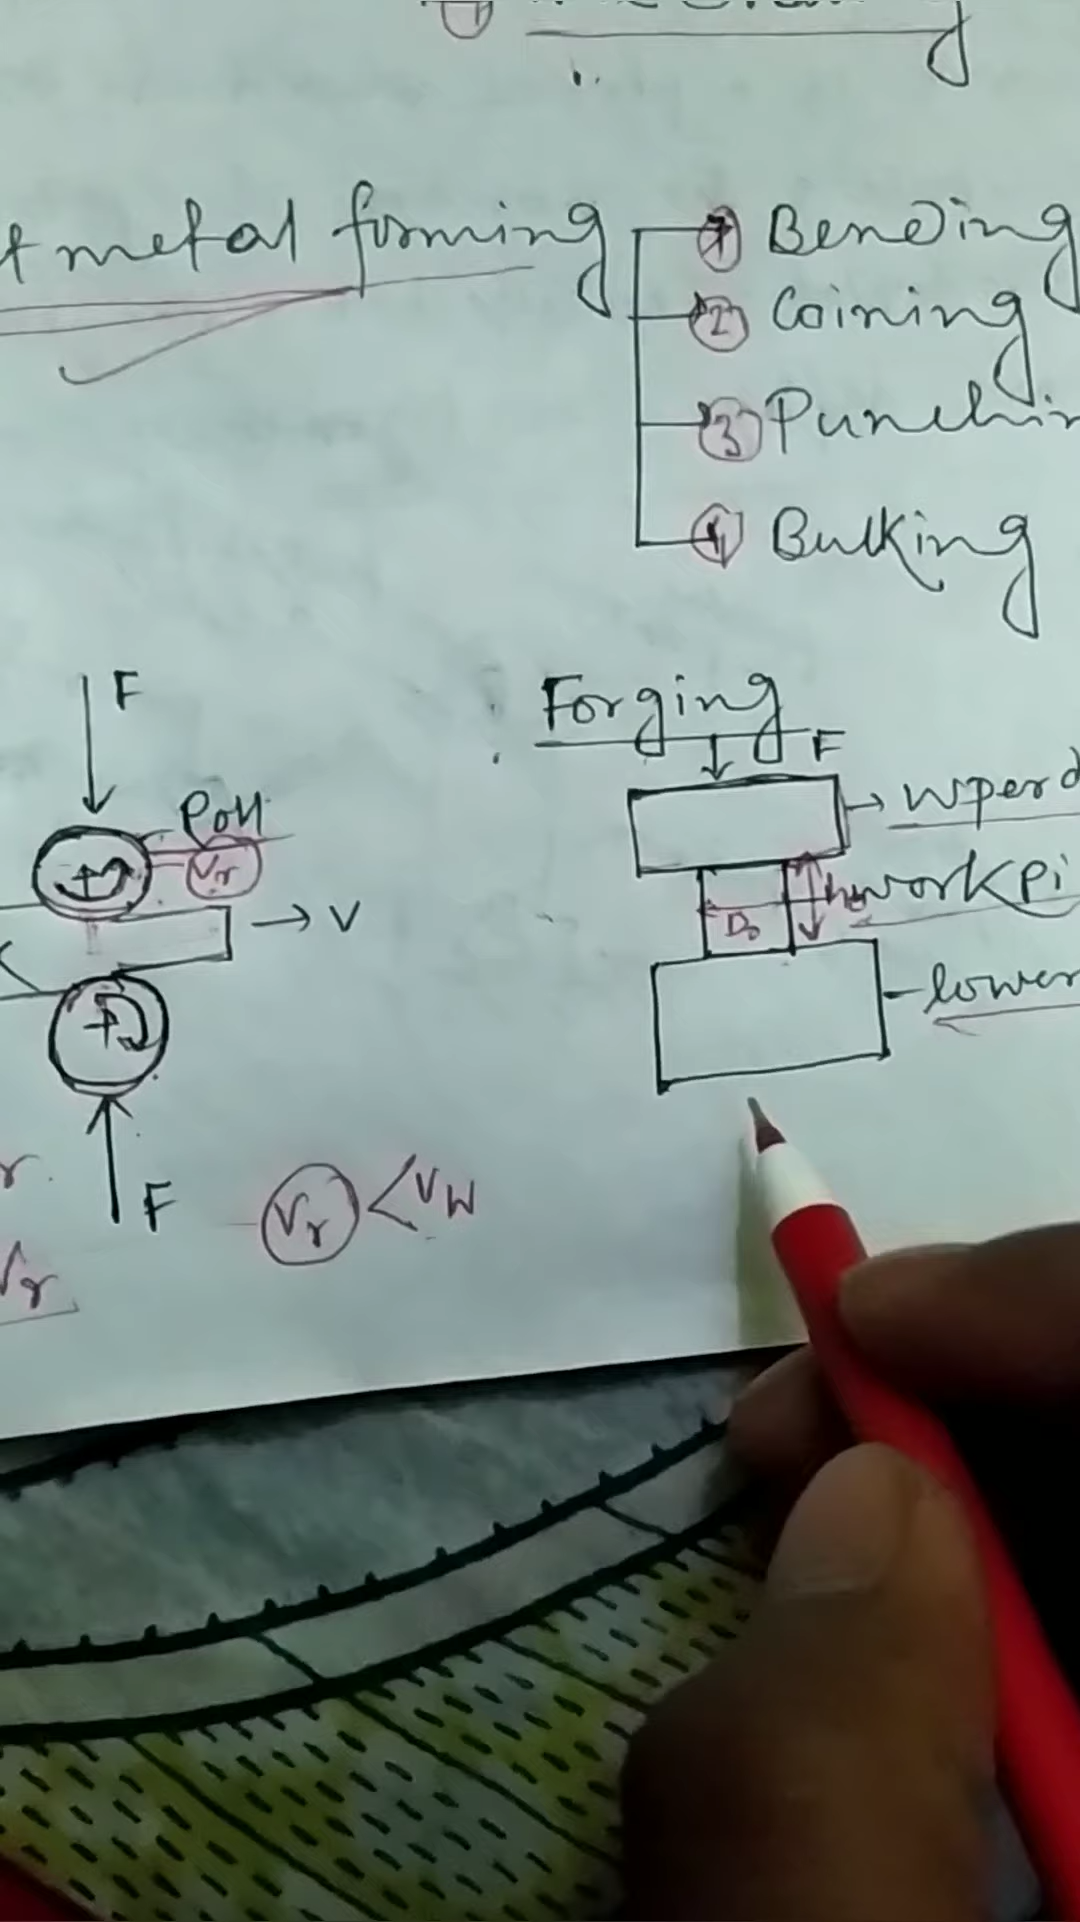 t metal forming
① Bending
② Coining
③ Punchin
④ Bulking
F
Roll
Vr
→ V
F
Vr < VW
r.
Vr
Forging
F
→ Upper d
workpi
h
D₀
lower